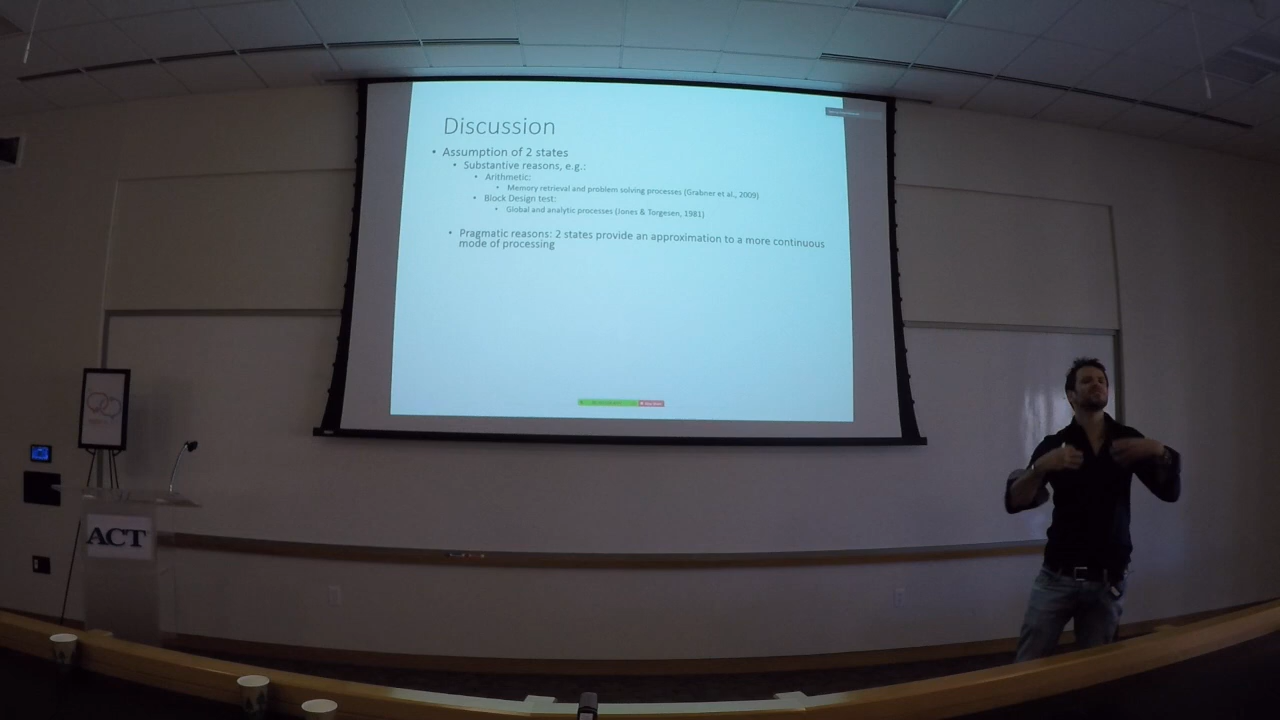 Discussion
• Assumption of 2 states
• Substantive reasons, e.g.:
• Arithmetic:
• Memory retrieval and problem solving processes (Grabner et al., 2009)
• Block Design test:
• Global and analytic processes (Jones & Torgesen, 1981)
• Pragmatic reasons: 2 states provide an approximation to a more continuous
mode of processing
ACT